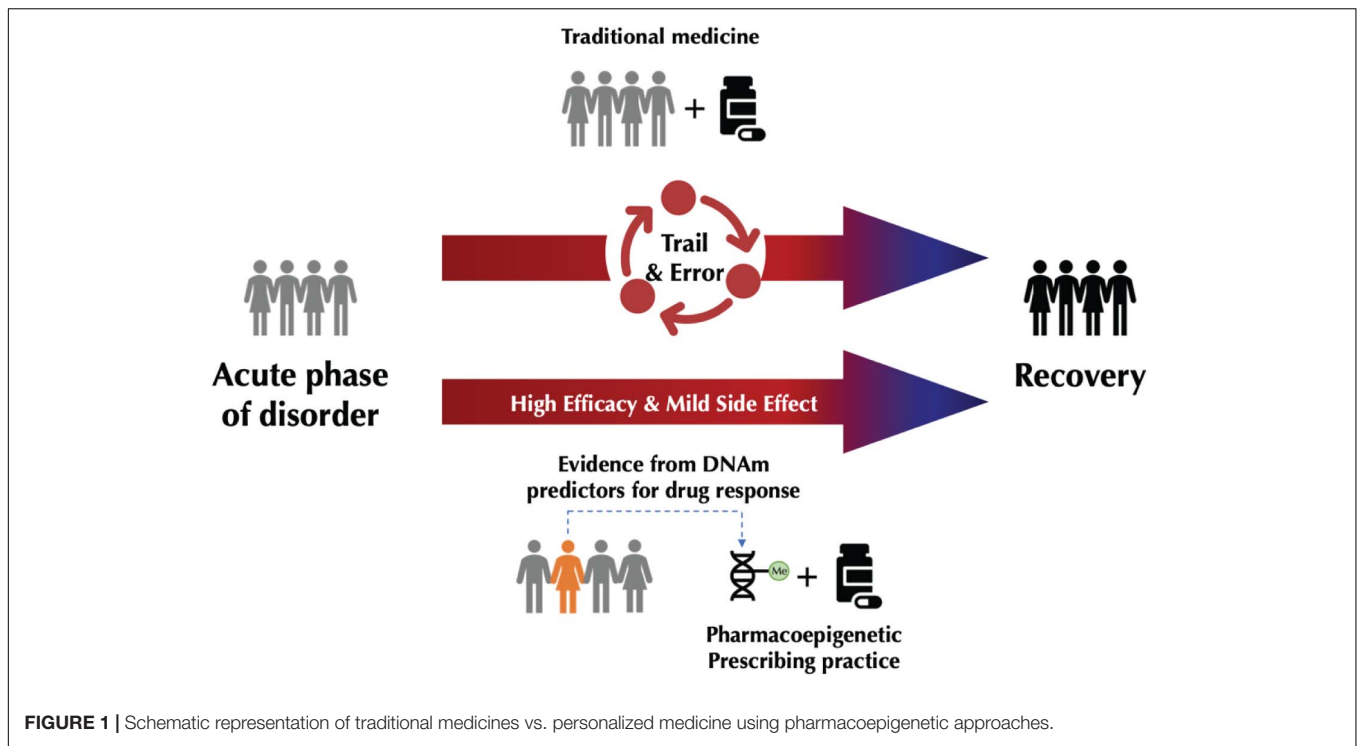 Traditional medicine
+
Trail
& Error
Acute phase
of disorder
Recovery
High Efficacy & Mild Side Effect
Evidence from DNAm
predictors for drug response
Me +
Pharmacoepigenetic
Prescribing practice
FIGURE 1 | Schematic representation of traditional medicines vs. personalized medicine using pharmacoepigenetic approaches.